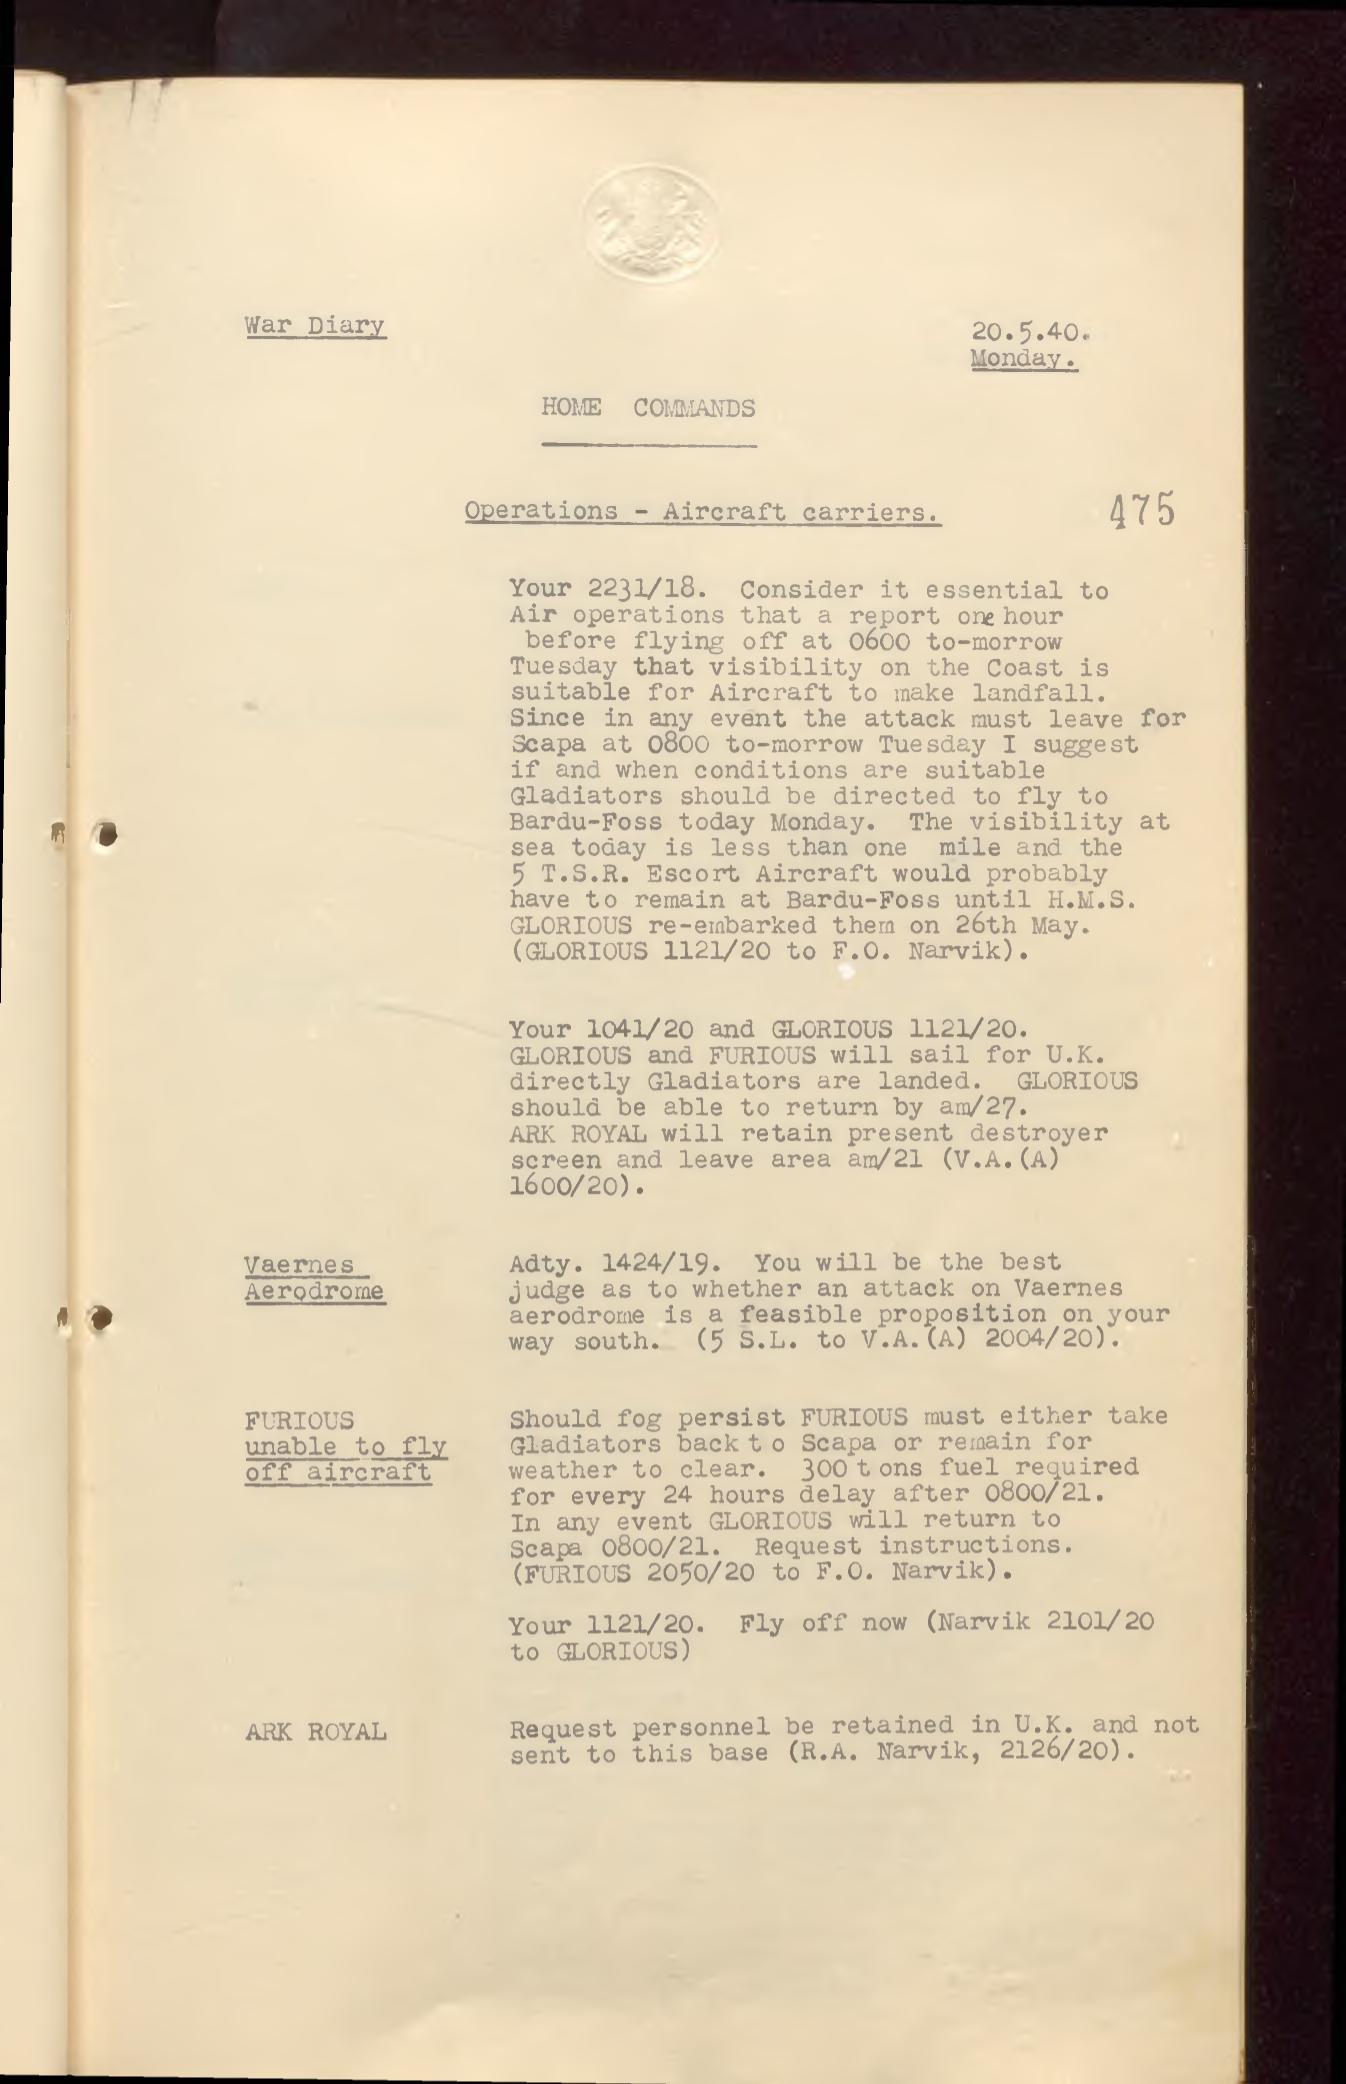 War Diary
20.5.40.
Monday.
HOME COMMANDS
Operations - Aircraft carriers.
475
Your 2231/18. Consider it essential to
Air operations that a report one hour
before flying off at 0600 to-morrow
Tuesday that visibility on the Coast is
suitable for Aircraft to make landfall.
Since in any event the attack must leave for
Scapa at 0800 to-morrow Tuesday I suggest
if and when conditions are suitable
Gladiators should be directed to fly to
Bardu-Foss today Monday. The visibility at
sea today is less than one mile and the
5 T.S.R. Escort Aircraft would probably
have to remain at Bardu-Foss until H.M.S.
GLORIOUS re-embarked them on 26th May.
(GLORIOUS 1121/20 to F.O. Narvik).
Your 1041/20 and GLORIOUS 1121/20.
GLORIOUS and FURIOUS will sail for U.K.
directly Gladiators are landed. GLORIOUS
should be able to return by am/27.
ARK ROYAL will retain present destroyer
screen and leave area am/21 (V.A.(A)
1600/20).
Vaernes
Aerodrome
Adty. 1424/19. You will be the best
judge as to whether an attack on Vaernes
aerodrome is a feasible proposition on your
way south. (5 S.L. to V.A.(A) 2004/20).
FURIOUS
unable to fly
off aircraft
Should fog persist FURIOUS must either take
Gladiators back to Scapa or remain for
weather to clear. 300 tons fuel required
for every 24 hours delay after 0800/21.
In any event GLORIOUS will return to
Scapa 0800/21. Request instructions.
(FURIOUS 2050/20 to F.O. Narvik).
Your 1121/20. Fly off now (Narvik 2101/20
to GLORIOUS)
ARK ROYAL
Request personnel be retained in U.K. and not
sent to this base (R.A. Narvik, 2126/20).